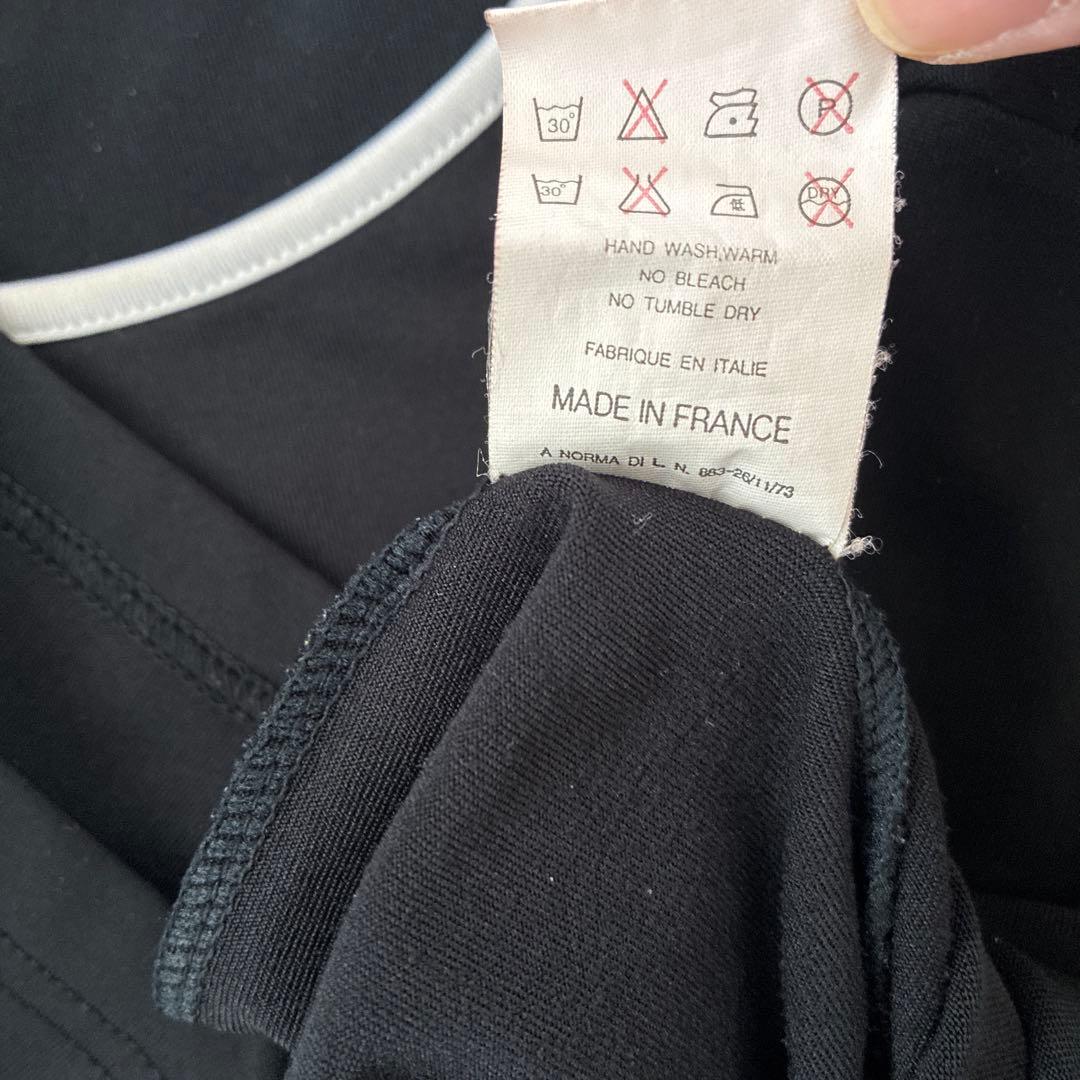 30°
P
30° 低 DRY
HAND WASH,WARM
NO BLEACH
NO TUMBLE DRY
FABRIQUE EN ITALIE
MADE IN FRANCE
A NORMA DI L. N. 883-26/11/73